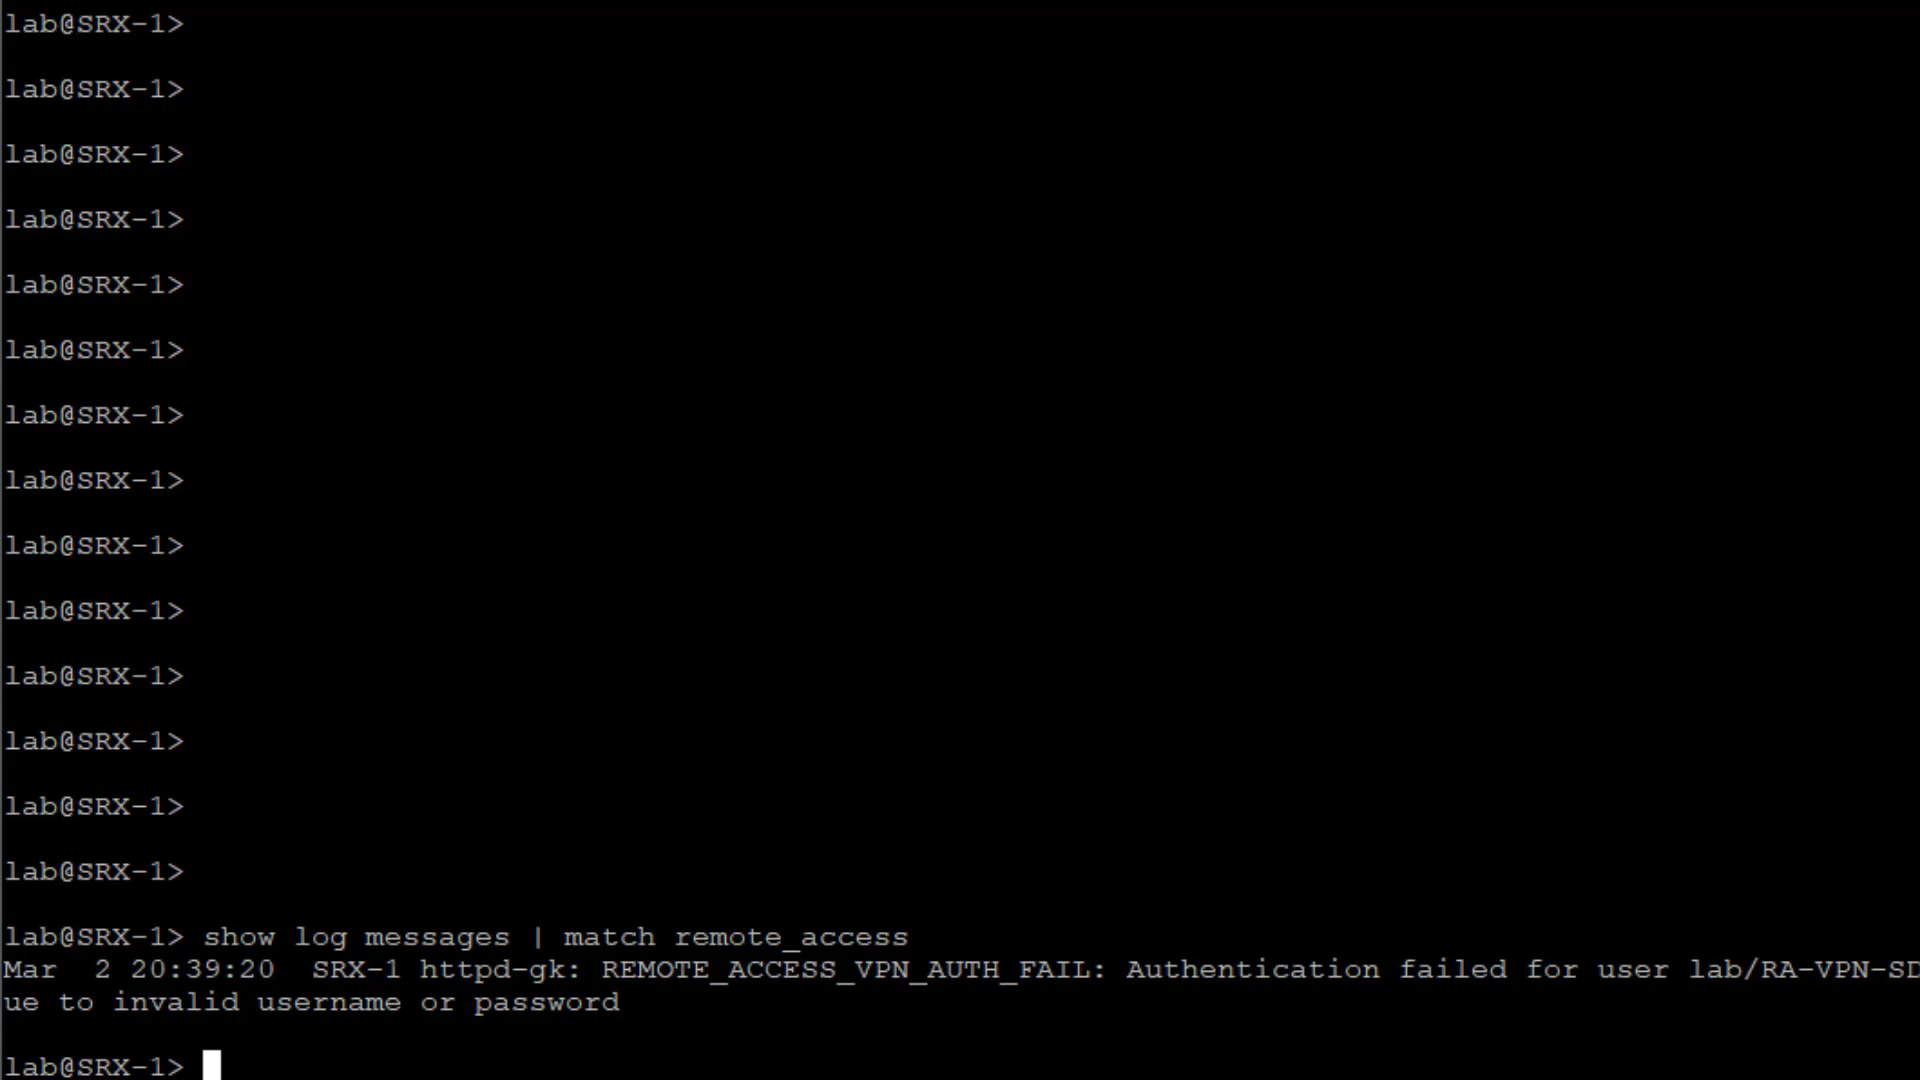 lab@SRX-1>
lab@SRX-1>
lab@SRX-1>
lab@SRX-1>
lab@SRX-1>
lab@SRX-1>
lab@SRX-1>
lab@SRX-1>
lab@SRX-1>
lab@SRX-1>
lab@SRX-1>
lab@SRX-1>
lab@SRX-1>
lab@SRX-1>
lab@SRX-1> show log messages | match remote_access
Mar  2 20:39:20  SRX-1 httpd-gk: REMOTE_ACCESS_VPN_AUTH_FAIL: Authentication failed for user lab/RA-VPN-SD
ue to invalid username or password
lab@SRX-1>